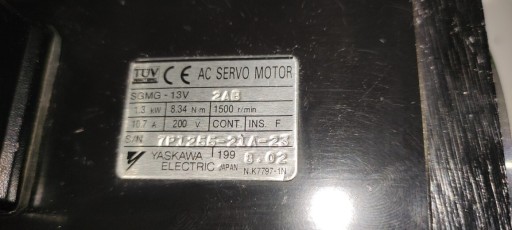 TÜV CE AC SERVO MOTOR
SGMG-13V 2AB
1.3 kW 8.34 N·m 1500 r/min
10.7 A 200 V CONT. INS. F
S/N
YASKAWA 199 8.02
ELECTRIC JAPAN N.K7797-1N